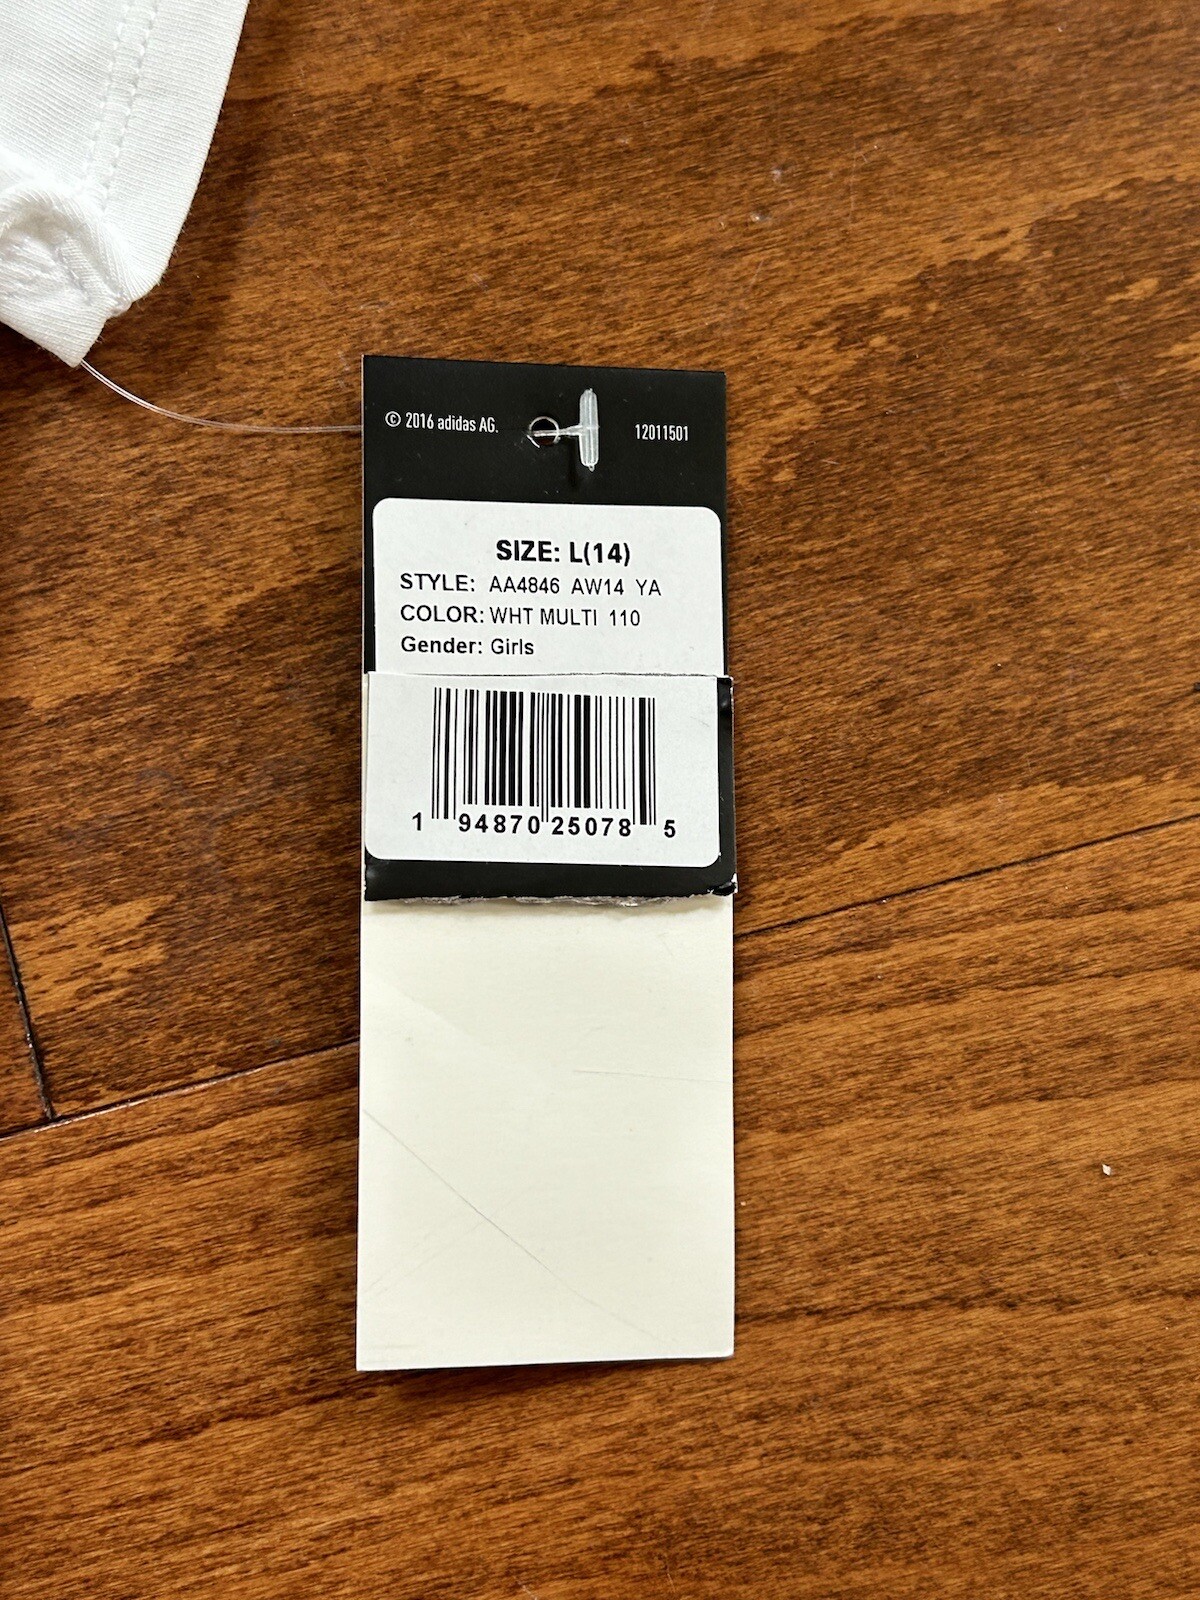 © 2016 adidas AG.
12011501
SIZE: L(14)
STYLE: AA4846 AW14 YA
COLOR: WHT MULTI 110
Gender: Girls
1 94870 25078 5